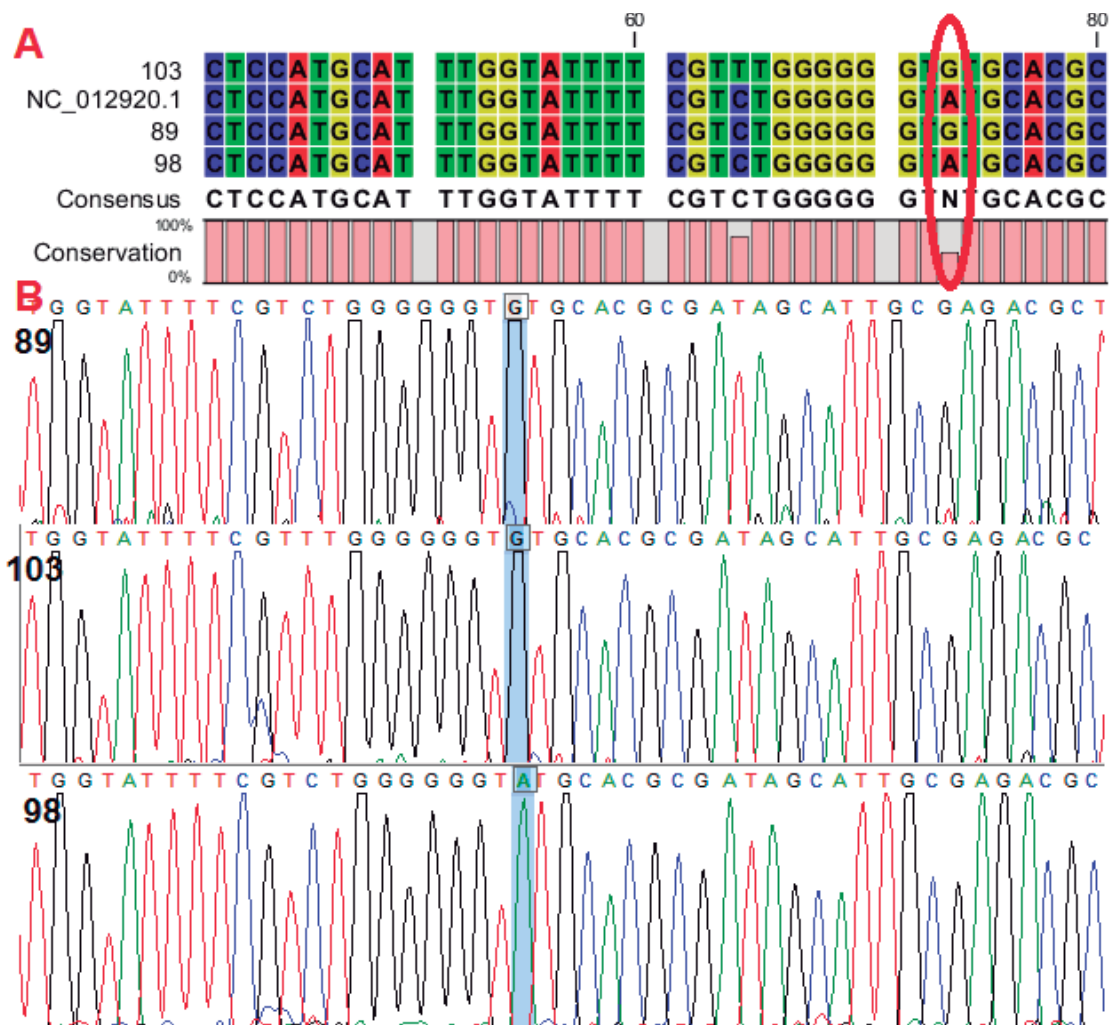 60 80
A
103 CTCCATGCAT TTGGTATTTT CGTTTGGGGG GTGTGCACGC
NC_012920.1 CTCCATGCAT TTGGTATTTT CGTCTGGGGG GTATGCACGC
89 CTCCATGCAT TTGGTATTTT CGTCTGGGGG GTGTGCACGC
98 CTCCATGCAT TTGGTATTTT CGTCTGGGGG GTATGCACGC
Consensus CTCCATGCAT TTGGTATTTT CGTCTGGGGG GTNTGCACGC
100%
Conservation
0%
B
TGGTATTTTCGTCTGGGGGGTGTGCACGCGATAGCATTGCGAGACGCT
89
TGGTATTTTCGTTTGGGGGGTGTGCACGCGATAGCATTGCGAGACGC
103
TGGTATTTTCGTCTGGGGGGTATGCACGCGATAGCATTGCGAGACGC
98